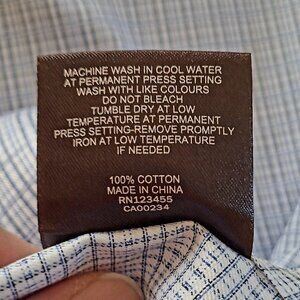 MACHINE WASH IN COOL WATER
AT PERMANENT PRESS SETTING
WASH WITH LIKE COLOURS
DO NOT BLEACH
TUMBLE DRY AT LOW
TEMPERATURE AT PERMANENT
PRESS SETTING-REMOVE PROMPTLY
IRON AT LOW TEMPERATURE
IF NEEDED
100% COTTON
MADE IN CHINA
RN123455
CA00234